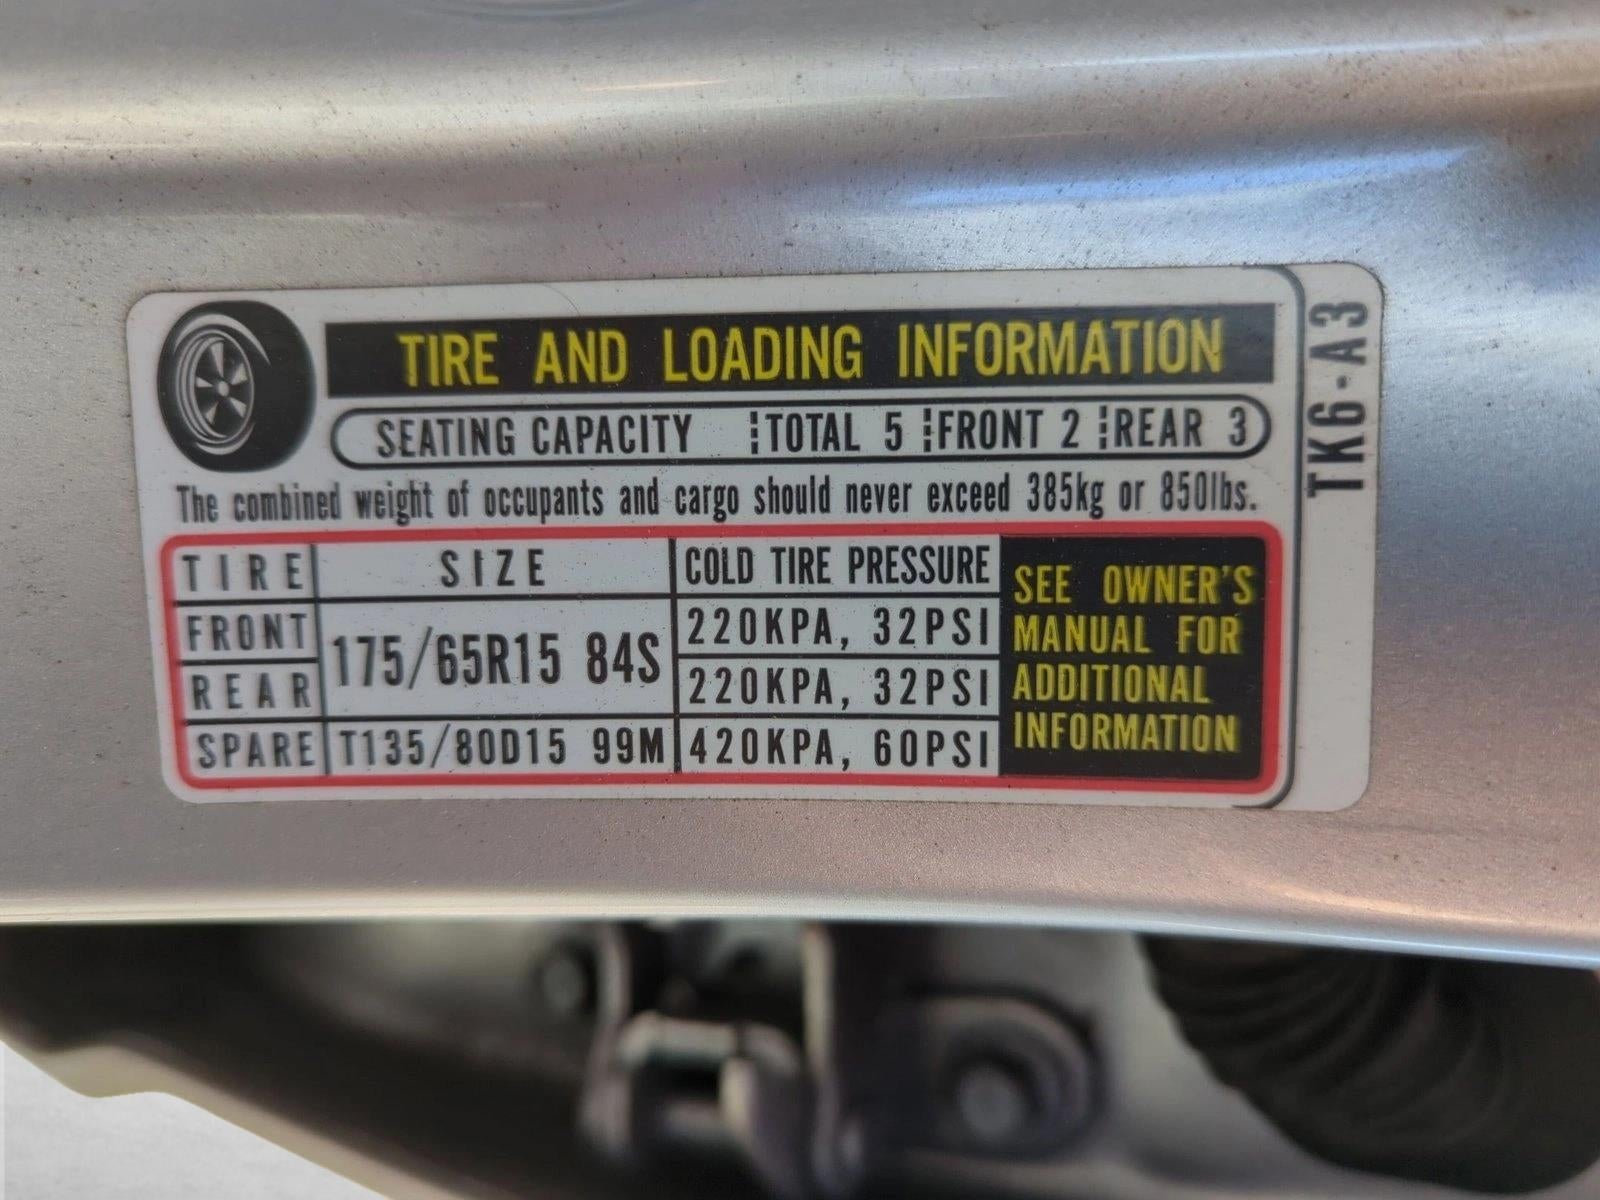 TIRE AND LOADING INFORMATION
SEATING CAPACITY TOTAL 5 FRONT 2 REAR 3
The combined weight of occupants and cargo should never exceed 385kg or 850lbs.
TIRE SIZE COLD TIRE PRESSURE
FRONT 175/65R15 84S 220KPA, 32PSI
REAR 220KPA, 32PSI
SPARE T135/80D15 99M 420KPA, 60PSI
SEE OWNER'S
MANUAL FOR
ADDITIONAL
INFORMATION
TK6-A3